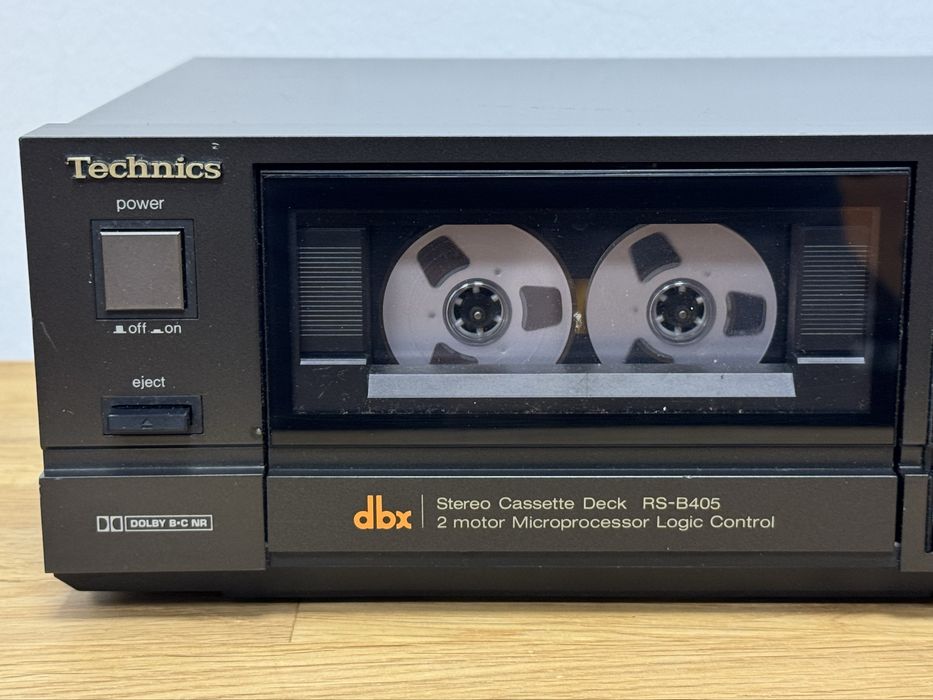 Technics
power
off on
eject
DOLBY B•C NR
dbx
Stereo Cassette Deck RS-B405
2 motor Microprocessor Logic Control